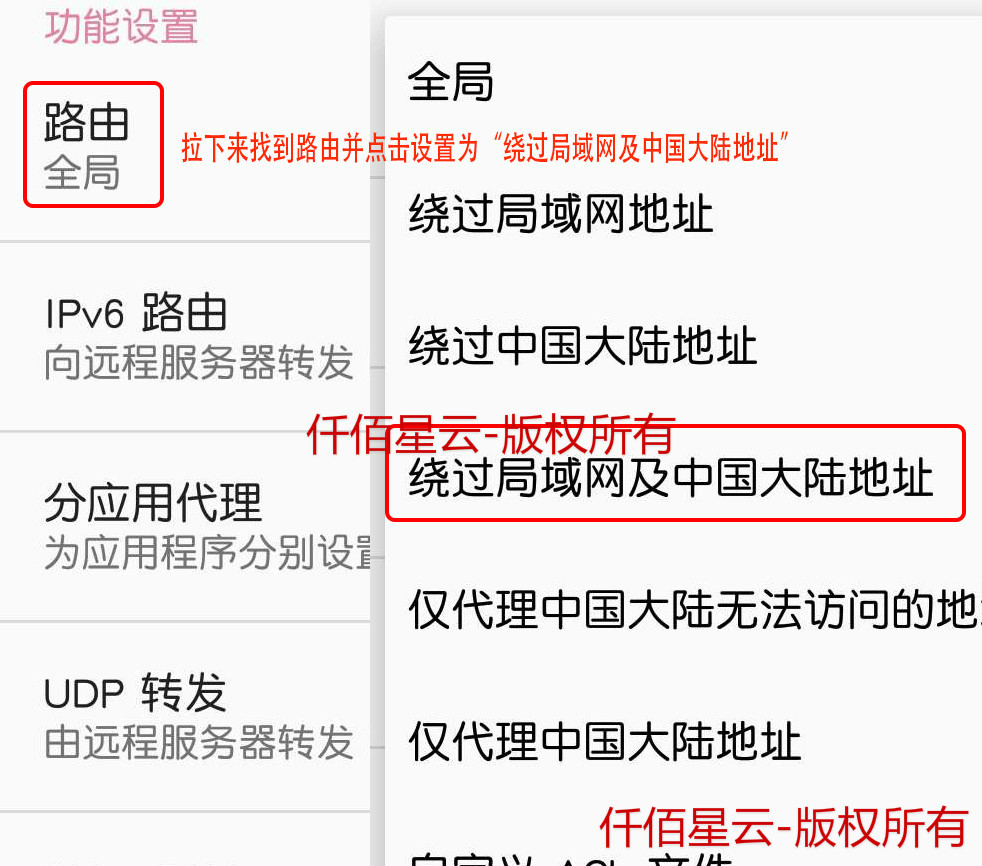 功能设置
路由
全局
拉下来找到路由并点击设置为“绕过局域网及中国大陆地址”
IPv6 路由
向远程服务器转发
分应用代理
为应用程序分别设置
UDP 转发
由远程服务器转发
全局
绕过局域网地址
绕过中国大陆地址
仟佰星云-版权所有
绕过局域网及中国大陆地址
仅代理中国大陆无法访问的地
仅代理中国大陆地址
仟佰星云-版权所有
自定义 ACL 文件